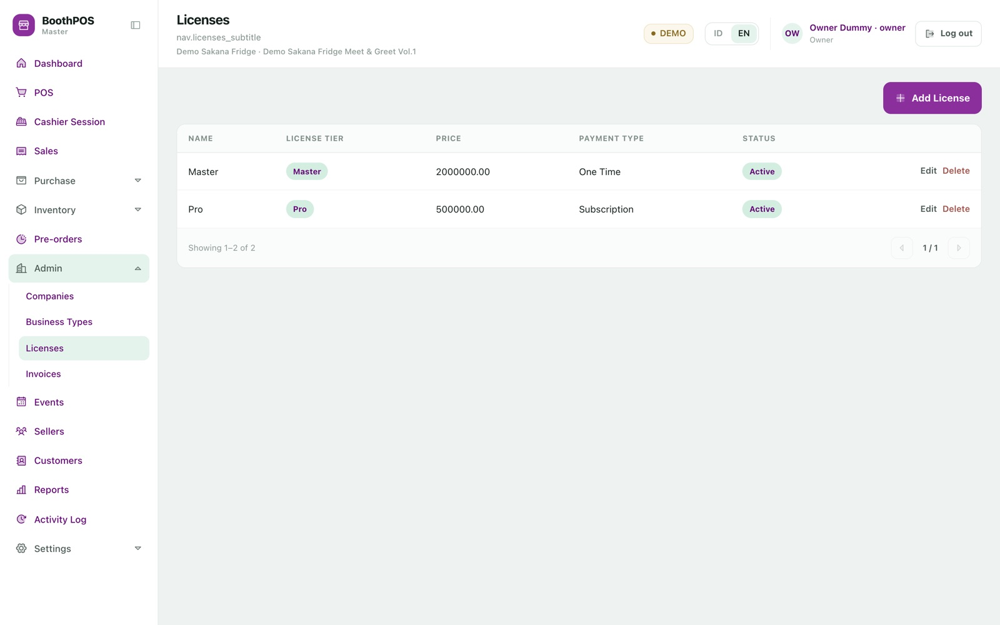 BoothPOS
Master
Dashboard
POS
Cashier Session
Sales
Purchase
Inventory
Pre-orders
Admin
Companies
Business Types
Licenses
Invoices
Events
Sellers
Customers
Reports
Activity Log
Settings
Licenses
nav.licenses_subtitle
Demo Sakana Fridge · Demo Sakana Fridge Meet & Greet Vol.1
DEMO
ID EN
OW
Owner Dummy · owner
Owner
Log out
Add License
NAME LICENSE TIER PRICE PAYMENT TYPE STATUS
Master Master 2000000.00 One Time Active Edit Delete
Pro Pro 500000.00 Subscription Active Edit Delete
Showing 1–2 of 2
1 / 1